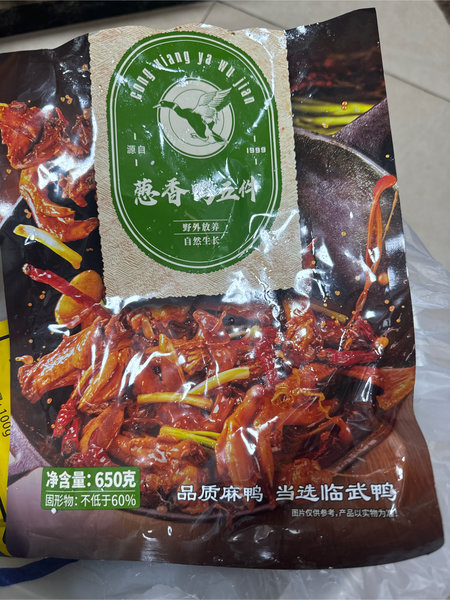 cong xiang ya wu jian
源自
1999
葱香鸭五件
野外放养
自然生长
净含量:650克
固形物:不低于60%
品质麻鸭 当选临武鸭
图片仅供参考,产品以实物为准
100g